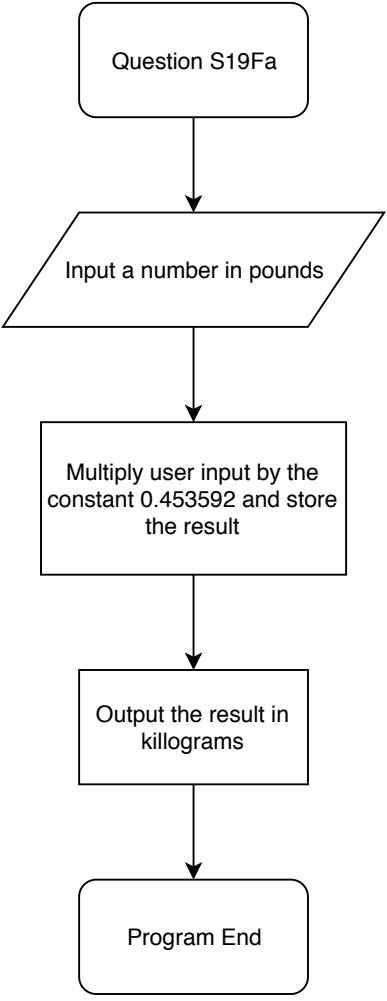 Question S19Fa
Input a number in pounds
Multiply user input by the
constant 0.453592 and store
the result
Output the result in
killograms
Program End